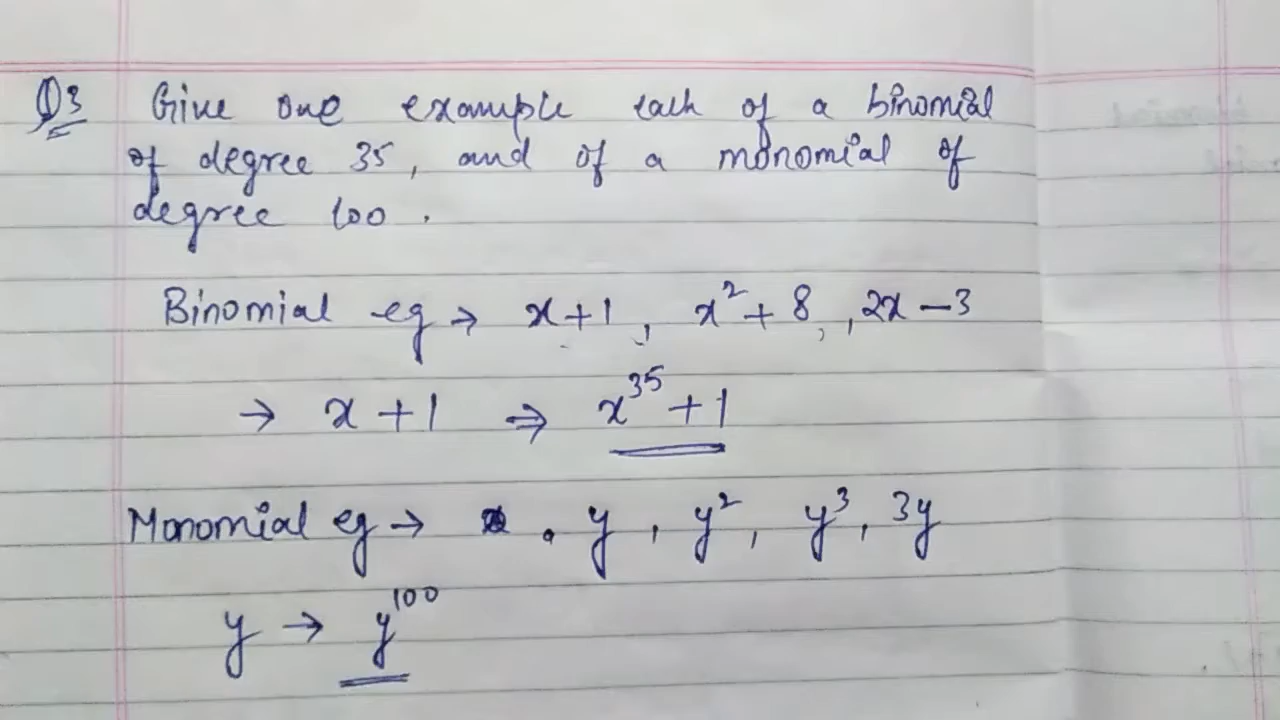 Q3 Give one example each of a binomial
of degree 35, and of a monomial of
degree 100.
Binomial eg → x+1, x²+8, , 2x-3
→ x+1 ⇒ x³⁵+1
Monomial eg → . y, y², y³, 3y
y → y¹⁰⁰